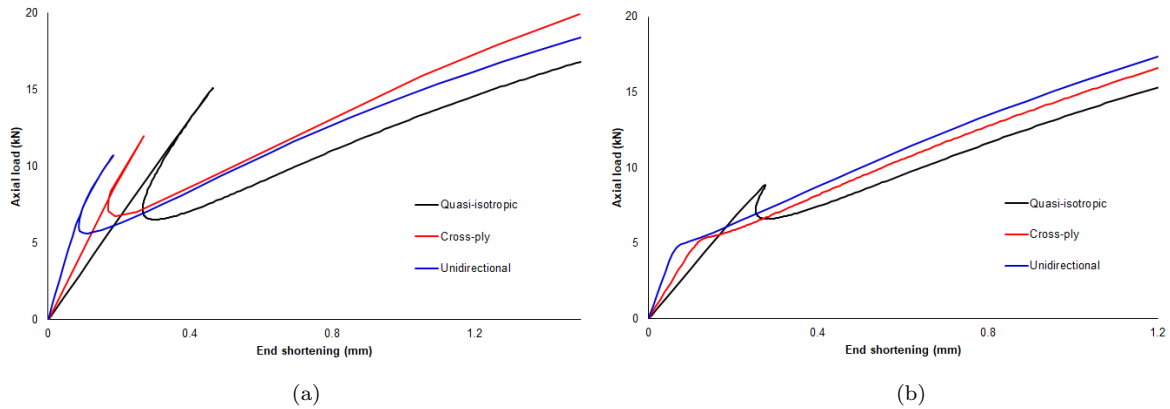 20
15
10
5
0
Axial load (kN)
0
0.4
0.8
1.2
End shortening (mm)
Quasi-isotropic
Cross-ply
Unidirectional
(a)
20
15
10
5
0
Axial load (kN)
0
0.4
0.8
1.2
End shortening (mm)
Quasi-isotropic
Cross-ply
Unidirectional
(b)